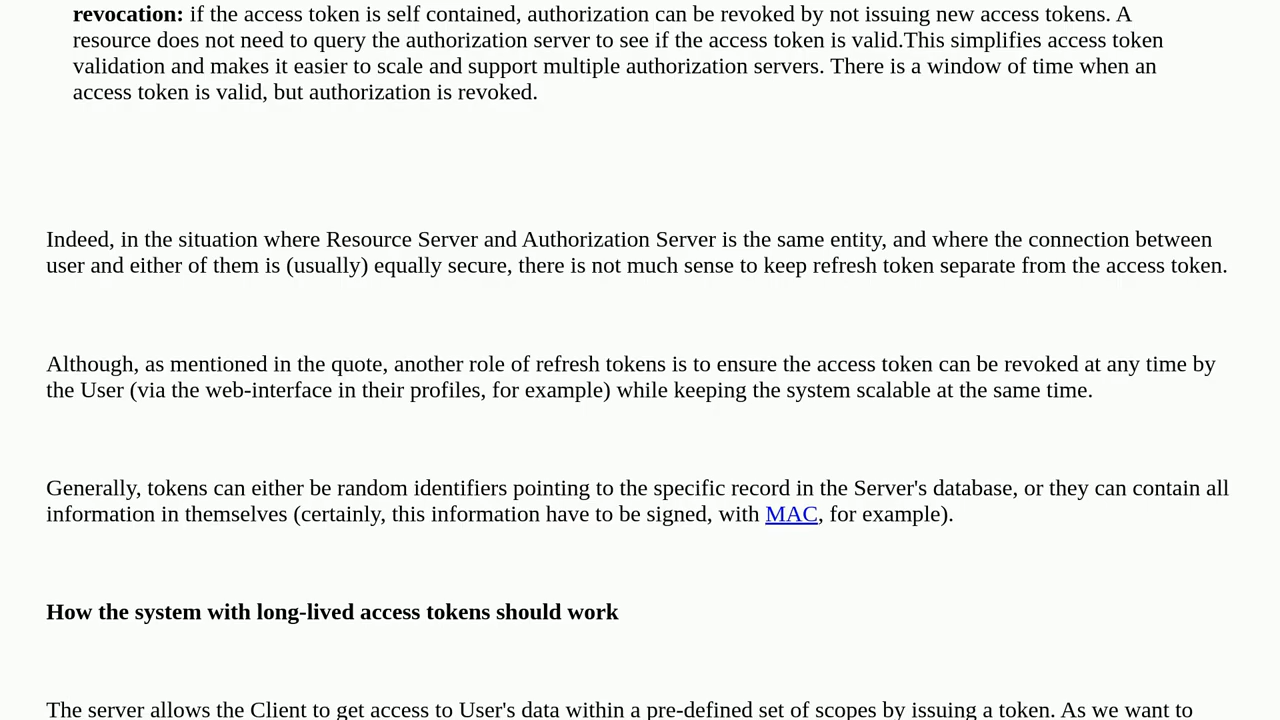 revocation: if the access token is self contained, authorization can be revoked by not issuing new access tokens. A
resource does not need to query the authorization server to see if the access token is valid.This simplifies access token
validation and makes it easier to scale and support multiple authorization servers. There is a window of time when an
access token is valid, but authorization is revoked.
Indeed, in the situation where Resource Server and Authorization Server is the same entity, and where the connection between
user and either of them is (usually) equally secure, there is not much sense to keep refresh token separate from the access token.
Although, as mentioned in the quote, another role of refresh tokens is to ensure the access token can be revoked at any time by
the User (via the web-interface in their profiles, for example) while keeping the system scalable at the same time.
Generally, tokens can either be random identifiers pointing to the specific record in the Server's database, or they can contain all
information in themselves (certainly, this information have to be signed, with MAC, for example).
How the system with long-lived access tokens should work
The server allows the Client to get access to User's data within a pre-defined set of scopes by issuing a token. As we want to